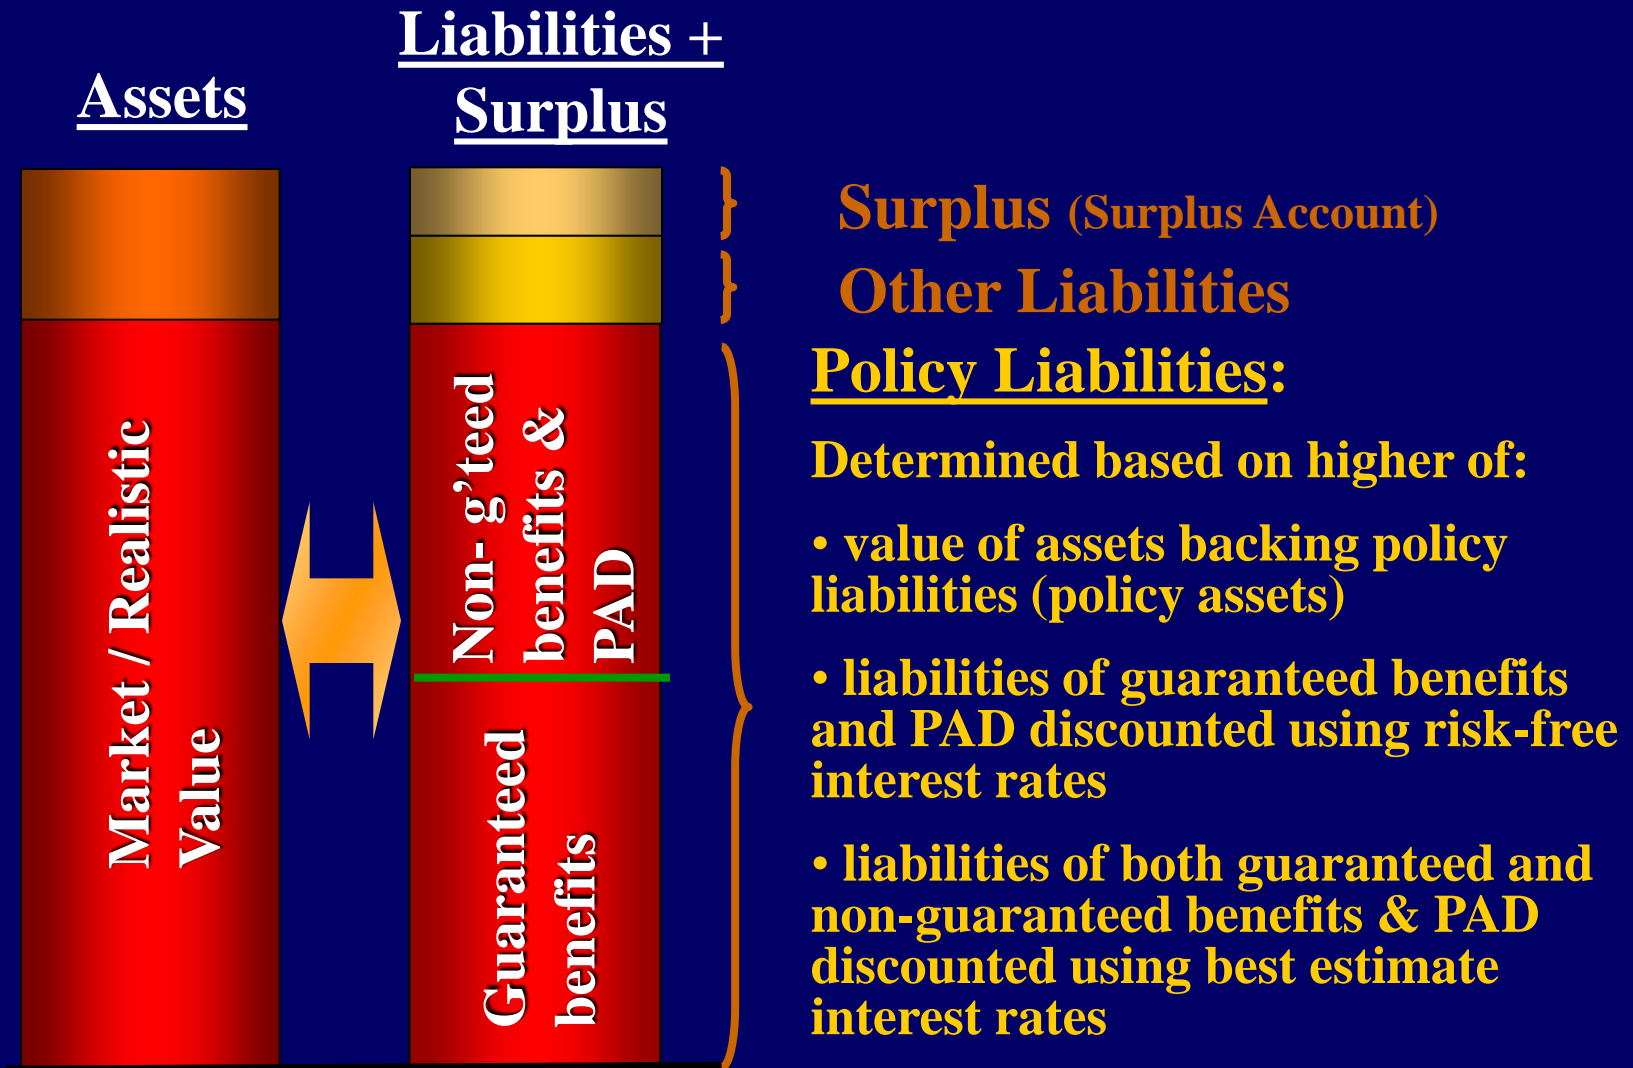 Assets
Liabilities +
Surplus
Market / Realistic
Value
Non- g’teed
benefits &
PAD
Guaranteed
benefits
Surplus (Surplus Account)
Other Liabilities
Policy Liabilities:
Determined based on higher of:
• value of assets backing policy
liabilities (policy assets)
• liabilities of guaranteed benefits
and PAD discounted using risk-free
interest rates
• liabilities of both guaranteed and
non-guaranteed benefits & PAD
discounted using best estimate
interest rates